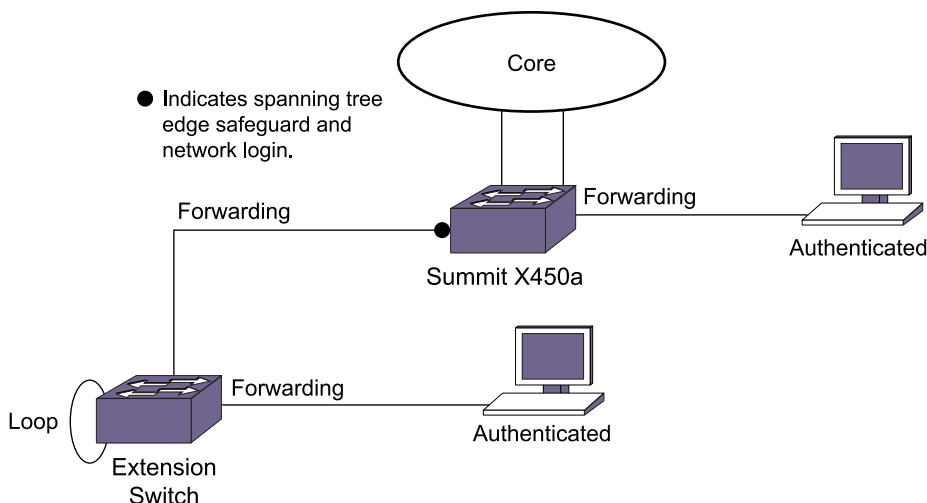 Core
Indicates spanning tree
edge safeguard and
network login.
Forwarding
Forwarding
Summit X450a
Authenticated
Loop
Forwarding
Authenticated
Extension
Switch